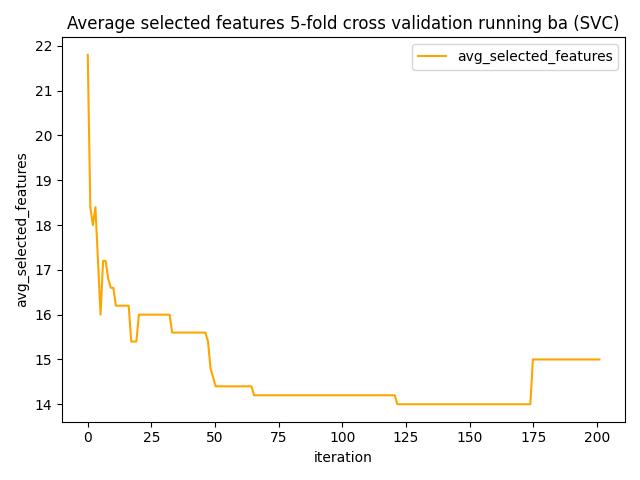 Average selected features 5-fold cross validation running ba (SVC)
avg_selected_features
22
21
20
19
18
17
16
15
14
avg_selected_features
0 25 50 75 100 125 150 175 200
iteration